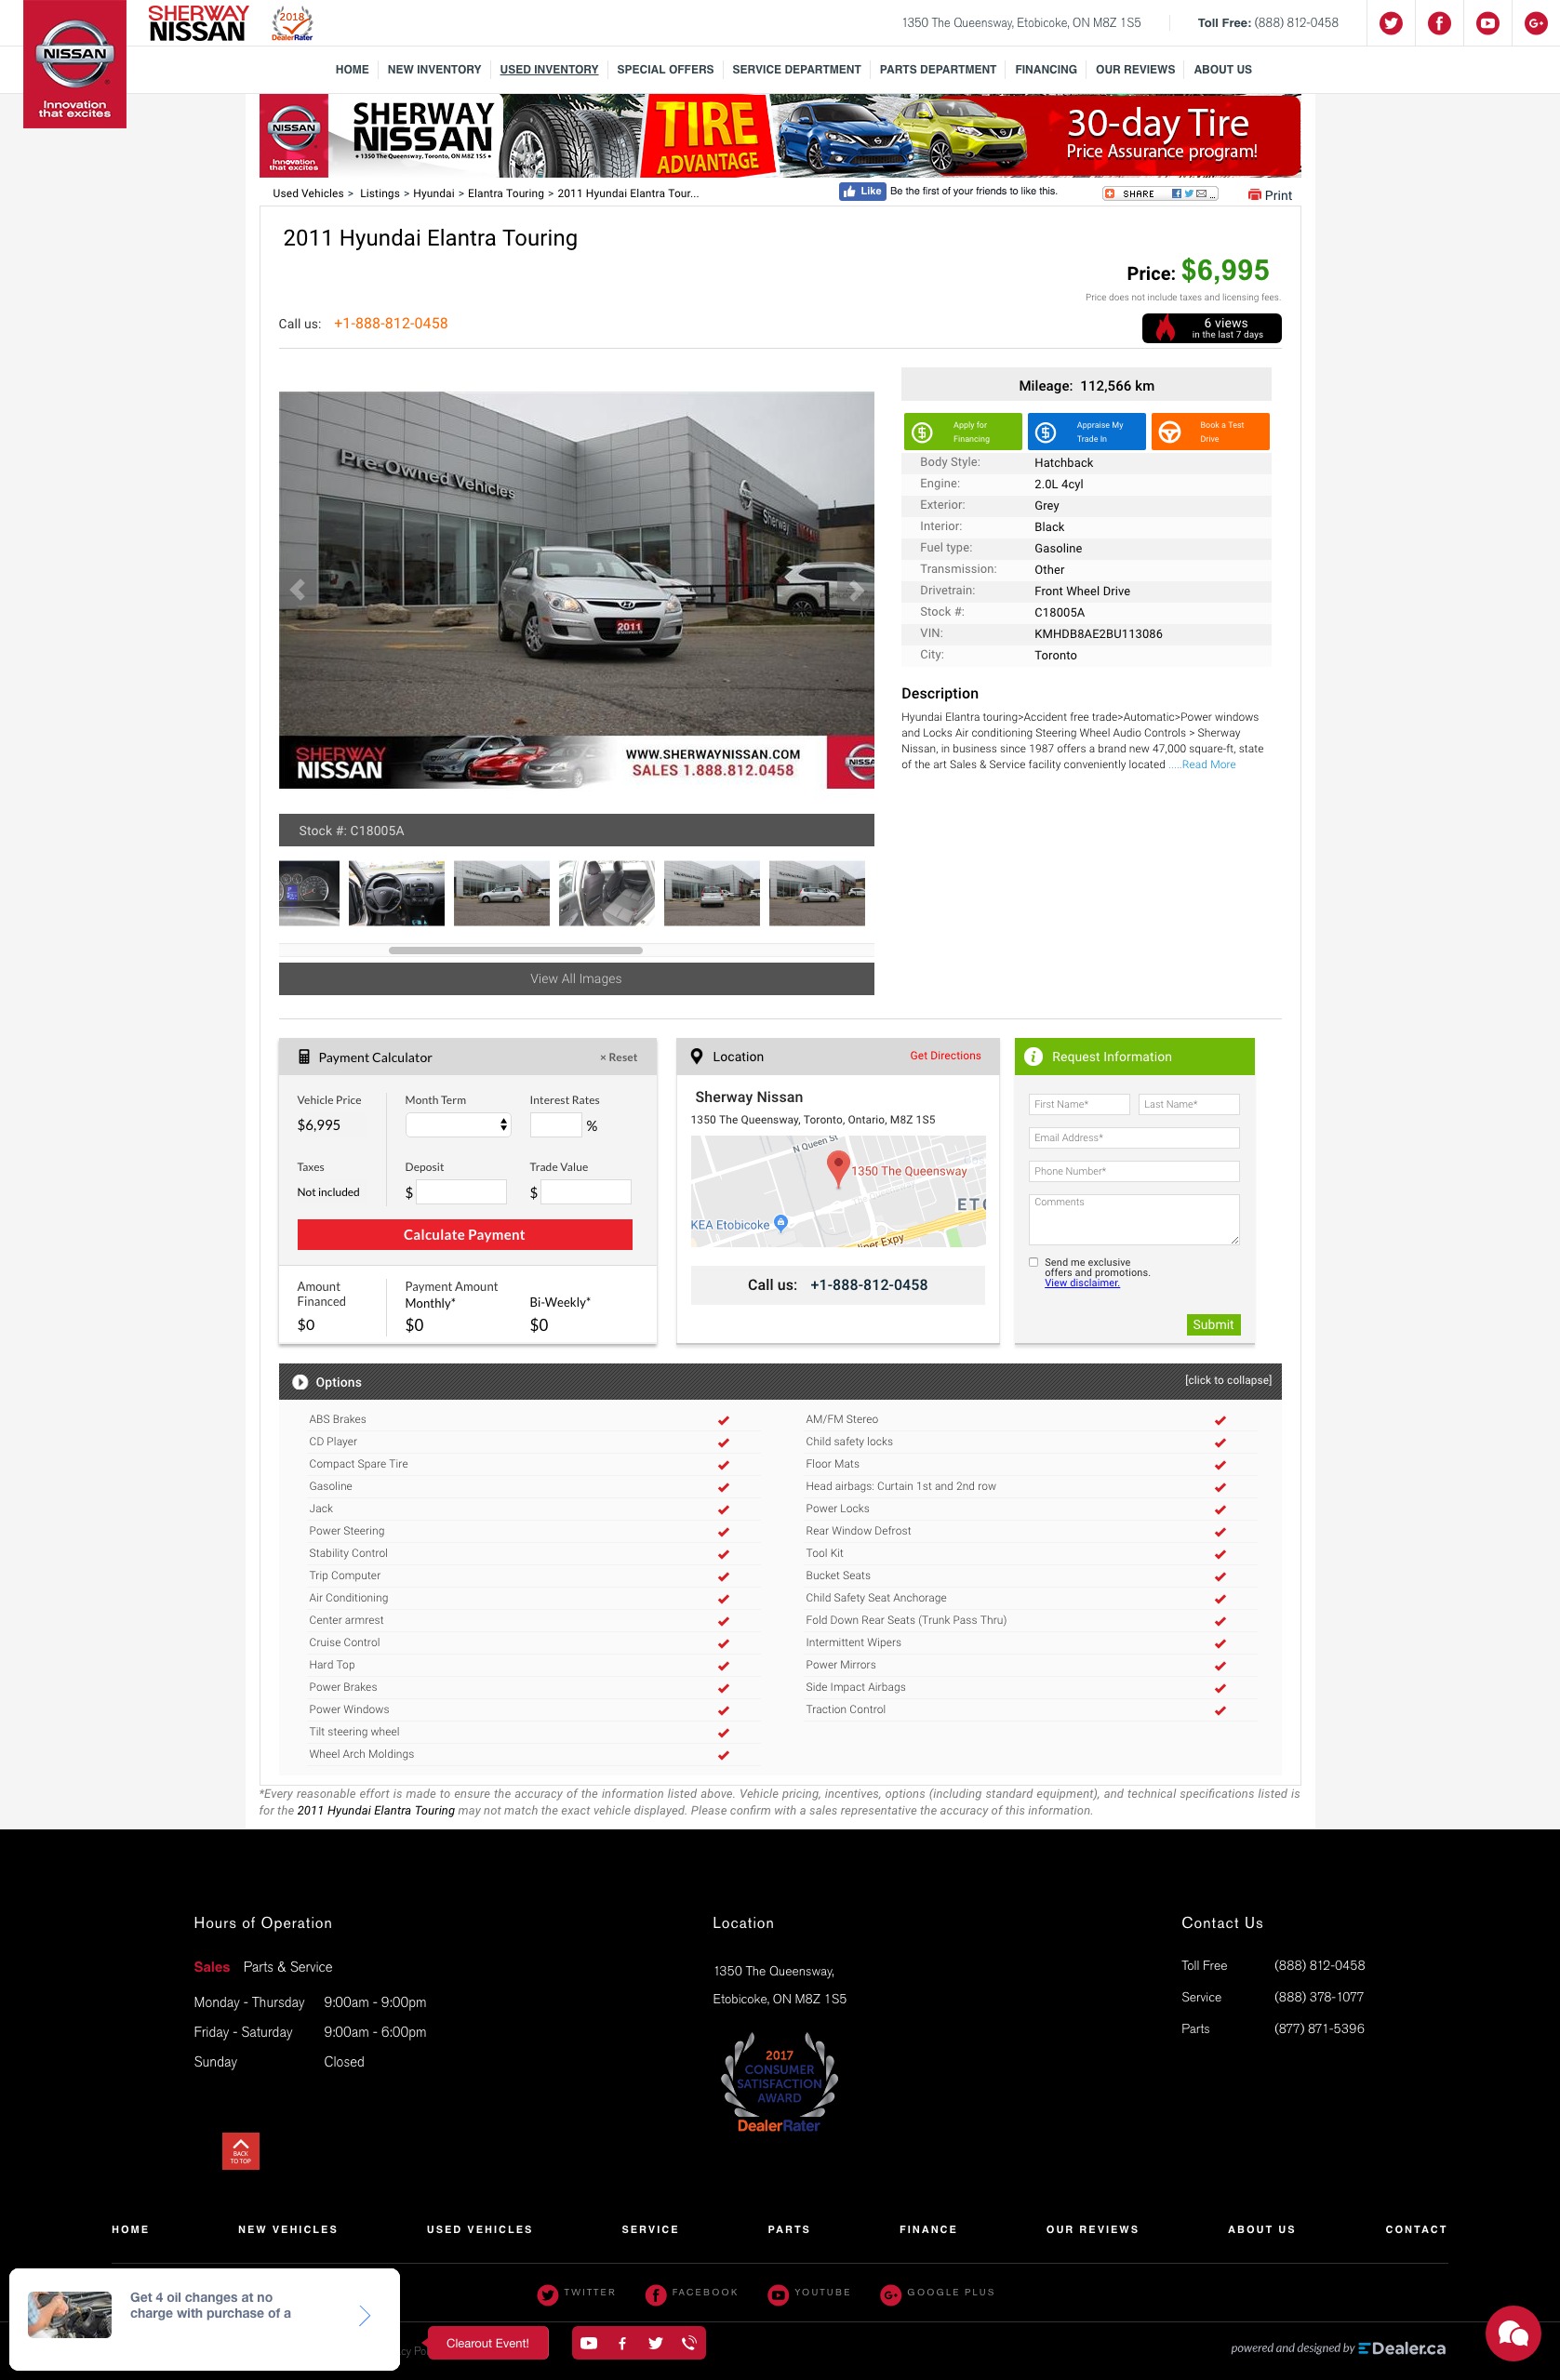 NISSAN
Innovation
that excites
SHERWAY
NISSAN
2018
DealerRater
1350 The Queensway, Etobicoke, ON M8Z 1S5
Toll Free: (888) 812-0458
HOME NEW INVENTORY USED INVENTORY SPECIAL OFFERS SERVICE DEPARTMENT PARTS DEPARTMENT FINANCING OUR REVIEWS ABOUT US
NISSAN
Innovation
that excites
SHERWAY
NISSAN
• 1350 The Queensway, Toronto, ON M8Z 1S5 •
TIRE
ADVANTAGE
30-day Tire
Price Assurance program!
Used Vehicles > Listings > Hyundai > Elantra Touring > 2011 Hyundai Elantra Tour...
Like Be the first of your friends to like this.
SHARE ...
Print
2011 Hyundai Elantra Touring
Price: $6,995
Price does not include taxes and licensing fees.
Call us: +1-888-812-0458
6 views
in the last 7 days
Pre-Owned Vehicles
Sherway
2011
SHERWAY
NISSAN
WWW.SHERWAYNISSAN.COM
SALES 1.888.812.0458
Mileage: 112,566 km
Apply for
Financing
Appraise My
Trade In
Book a Test
Drive
Body Style: Hatchback
Engine: 2.0L 4cyl
Exterior: Grey
Interior: Black
Fuel type: Gasoline
Transmission: Other
Drivetrain: Front Wheel Drive
Stock #: C18005A
VIN: KMHDB8AE2BU113086
City: Toronto
Description
Hyundai Elantra touring>Accident free trade>Automatic>Power windows
and Locks Air conditioning Steering Wheel Audio Controls > Sherway
Nissan, in business since 1987 offers a brand new 47,000 square-ft, state
of the art Sales & Service facility conveniently located .....Read More
Stock #: C18005A
View All Images
Payment Calculator × Reset
Vehicle Price Month Term Interest Rates
$6,995 %
Taxes Deposit Trade Value
Not included $ $
Calculate Payment
Amount
Financed
Payment Amount
Monthly* Bi-Weekly*
$0 $0 $0
Location Get Directions
Sherway Nissan
1350 The Queensway, Toronto, Ontario, M8Z 1S5
N Queen St
1350 The Queensway
ETC
KEA Etobicoke
iner Expy
Call us: +1-888-812-0458
Request Information
First Name* Last Name*
Email Address*
Phone Number*
Comments
Send me exclusive
offers and promotions.
View disclaimer.
Submit
Options [click to collapse]
ABS Brakes AM/FM Stereo
CD Player Child safety locks
Compact Spare Tire Floor Mats
Gasoline Head airbags: Curtain 1st and 2nd row
Jack Power Locks
Power Steering Rear Window Defrost
Stability Control Tool Kit
Trip Computer Bucket Seats
Air Conditioning Child Safety Seat Anchorage
Center armrest Fold Down Rear Seats (Trunk Pass Thru)
Cruise Control Intermittent Wipers
Hard Top Power Mirrors
Power Brakes Side Impact Airbags
Power Windows Traction Control
Tilt steering wheel
Wheel Arch Moldings
*Every reasonable effort is made to ensure the accuracy of the information listed above. Vehicle pricing, incentives, options (including standard equipment), and technical specifications listed is
for the 2011 Hyundai Elantra Touring may not match the exact vehicle displayed. Please confirm with a sales representative the accuracy of this information.
Hours of Operation
Sales Parts & Service
Monday - Thursday 9:00am - 9:00pm
Friday - Saturday 9:00am - 6:00pm
Sunday Closed
Location
1350 The Queensway,
Etobicoke, ON M8Z 1S5
2017
CONSUMER
SATISFACTION
AWARD
DealerRater
Contact Us
Toll Free (888) 812-0458
Service (888) 378-1077
Parts (877) 871-5396
BACK
TO TOP
HOME NEW VEHICLES USED VEHICLES SERVICE PARTS FINANCE OUR REVIEWS ABOUT US CONTACT
TWITTER FACEBOOK YOUTUBE GOOGLE PLUS
Get 4 oil changes at no
charge with purchase of a
cy Po
Clearout Event!
powered and designed by EDealer.ca